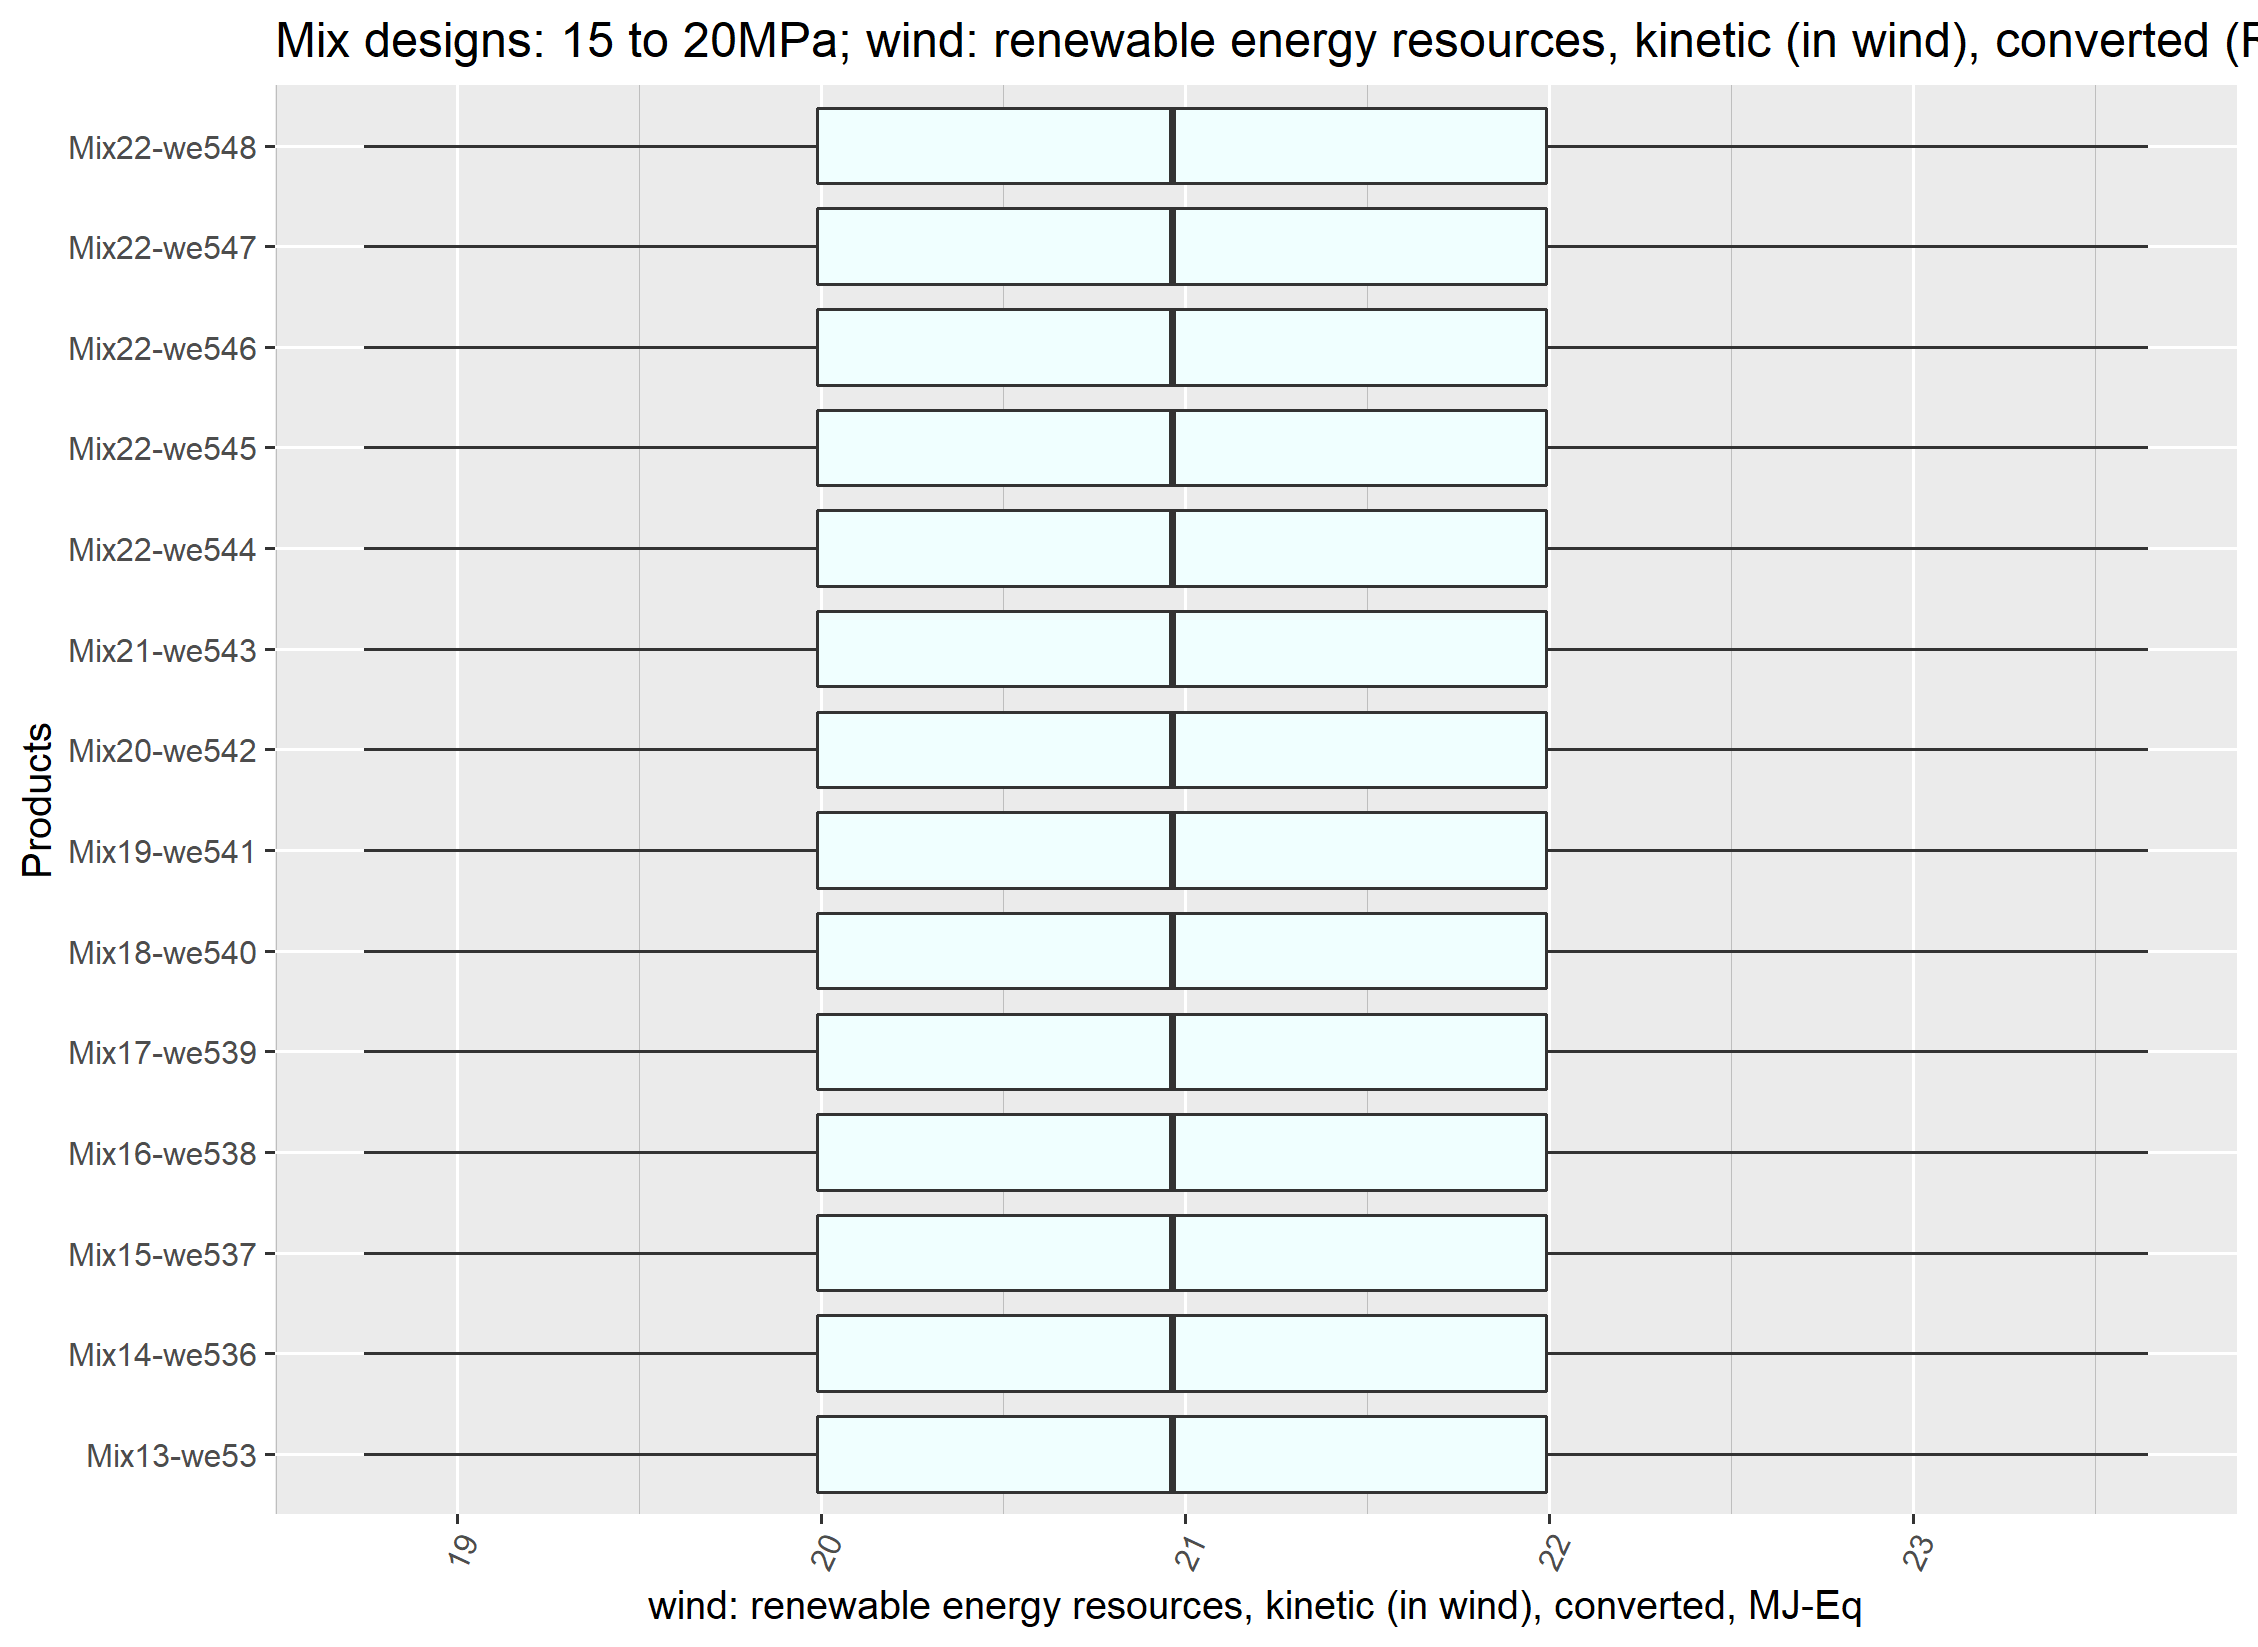 Mix designs: 15 to 20MPa; wind: renewable energy resources, kinetic (in wind), converted (R
Mix22-we548
Mix22-we547
Mix22-we546
Mix22-we545
Mix22-we544
Mix21-we543
Mix20-we542
Mix19-we541
Mix18-we540
Mix17-we539
Mix16-we538
Mix15-we537
Mix14-we536
Mix13-we53
Products
19 20 21 22 23
wind: renewable energy resources, kinetic (in wind), converted, MJ-Eq